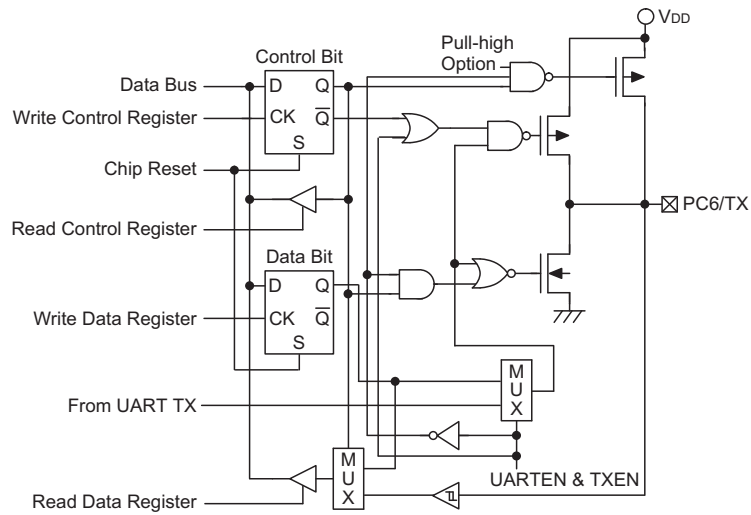 VDD
Control Bit
Pull-high
Option
Data Bus
D
Q
Write Control Register
CK
Q
S
Chip Reset
Read Control Register
PC6/TX
Data Bit
D
Q
Write Data Register
CK
Q
S
M
U
X
From UART TX
M
U
X
UARTEN & TXEN
Read Data Register